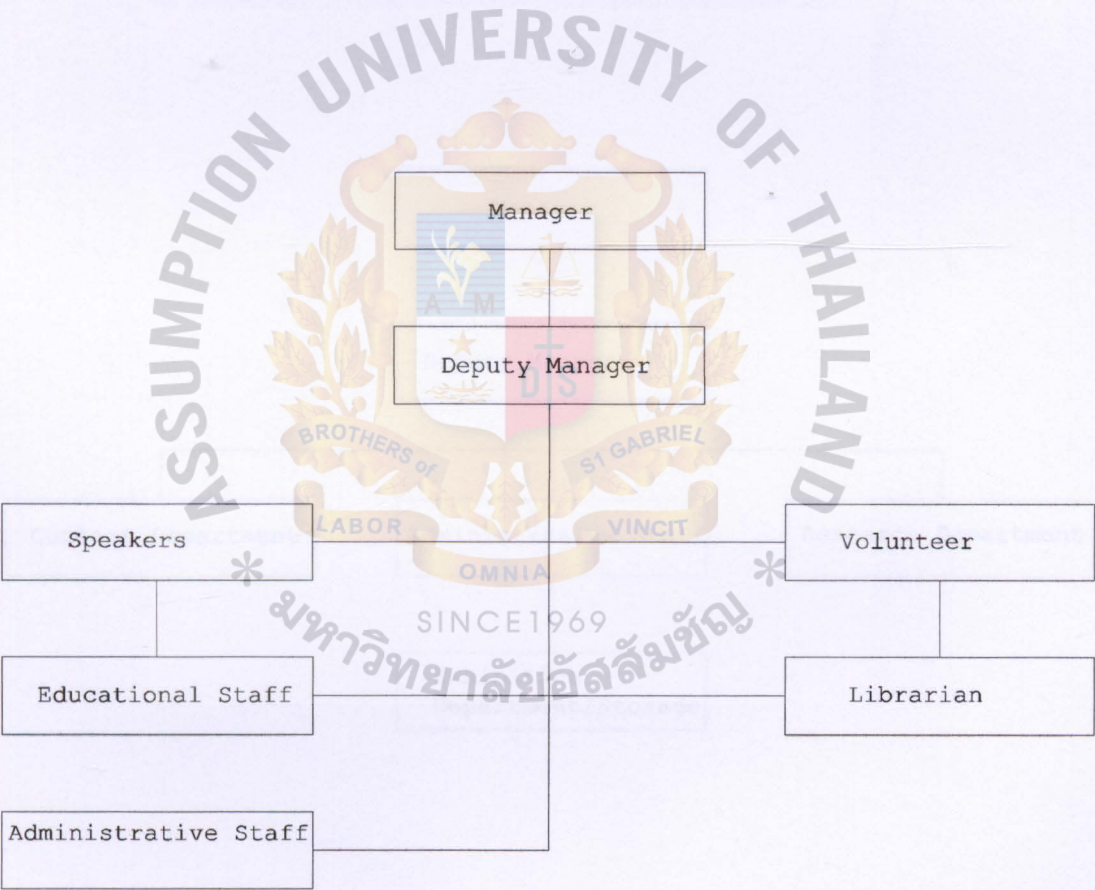 ASSUMPTION UNIVERSITY OF THAILAND
Manager
A M
Deputy Manager
D S
BROTHERS of
ST GABRIEL
Speakers
LABOR
VINCIT
Volunteer
OMNIA
SINCE1969
มหาวิทยาลัยอัสสัมชัญ
Educational Staff
Librarian
Administrative Staff